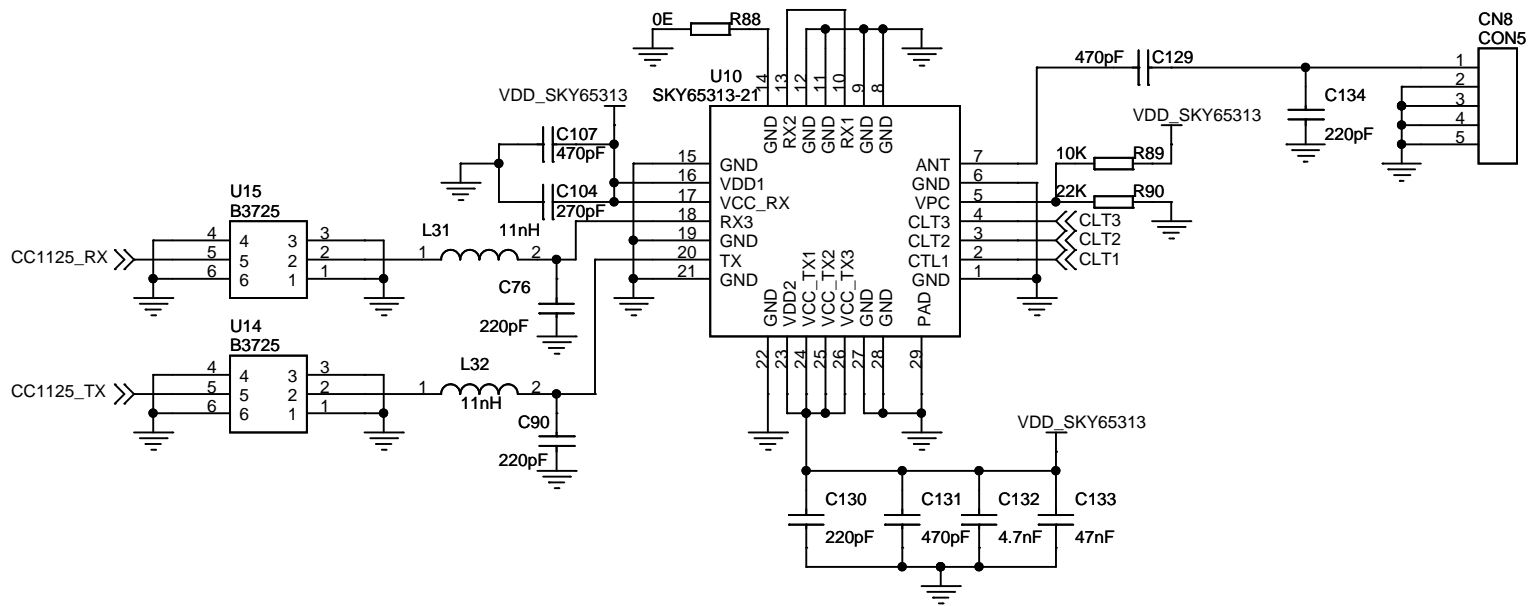 0E R88
CN8
CON5
1
2
3
4
5
470pF C129
C134
220pF
U10
SKY65313-21
14 13 12 11 10 9 8
GND RX2 GND GND RX1 GND GND
VDD_SKY65313
C107
470pF
C104
270pF
VDD_SKY65313
10K R89
22K R90
15 GND
16 VDD1
17 VCC_RX
18 RX3
19 GND
20 TX
21 GND
ANT 7
GND 6
VPC 5
CLT3 4 CLT3
CLT2 3 CLT2
CTL1 2 CLT1
GND 1
GND VDD2 VCC_TX1 VCC_TX2 VCC_TX3 GND GND PAD
22 23 24 25 26 27 28 29
U15
B3725
4 4 3 3
CC1125_RX 5 5 2 2
6 6 1 1
L31 11nH
1 2
C76
220pF
U14
B3725
4 4 3 3
CC1125_TX 5 5 2 2
6 6 1 1
L32
1 2
11nH
C90
220pF
VDD_SKY65313
C130 C131 C132 C133
220pF 470pF 4.7nF 47nF